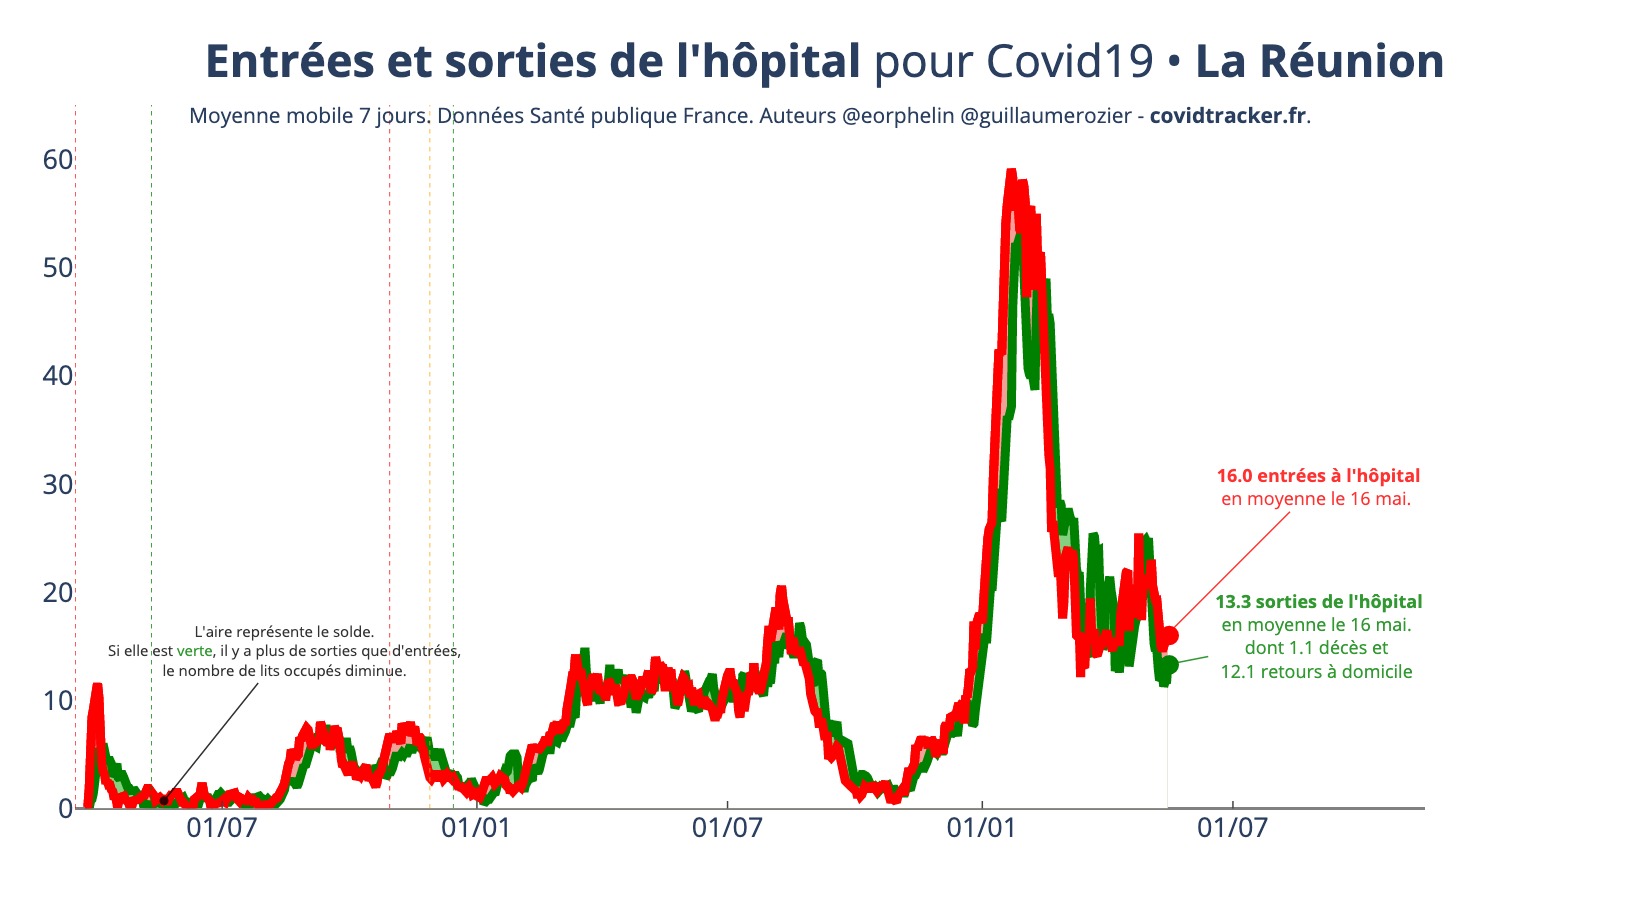 Entrées et sorties de l'hôpital pour Covid19 • La Réunion
Moyenne mobile 7 jours. Données Santé publique France. Auteurs @eorphelin @guillaumerozier - covidtracker.fr.
60
50
40
30
20
10
0
L'aire représente le solde.
Si elle est verte, il y a plus de sorties que d'entrées,
le nombre de lits occupés diminue.
16.0 entrées à l'hôpital
en moyenne le 16 mai.
13.3 sorties de l'hôpital
en moyenne le 16 mai.
dont 1.1 décès et
12.1 retours à domicile
01/07
01/01
01/07
01/01
01/07